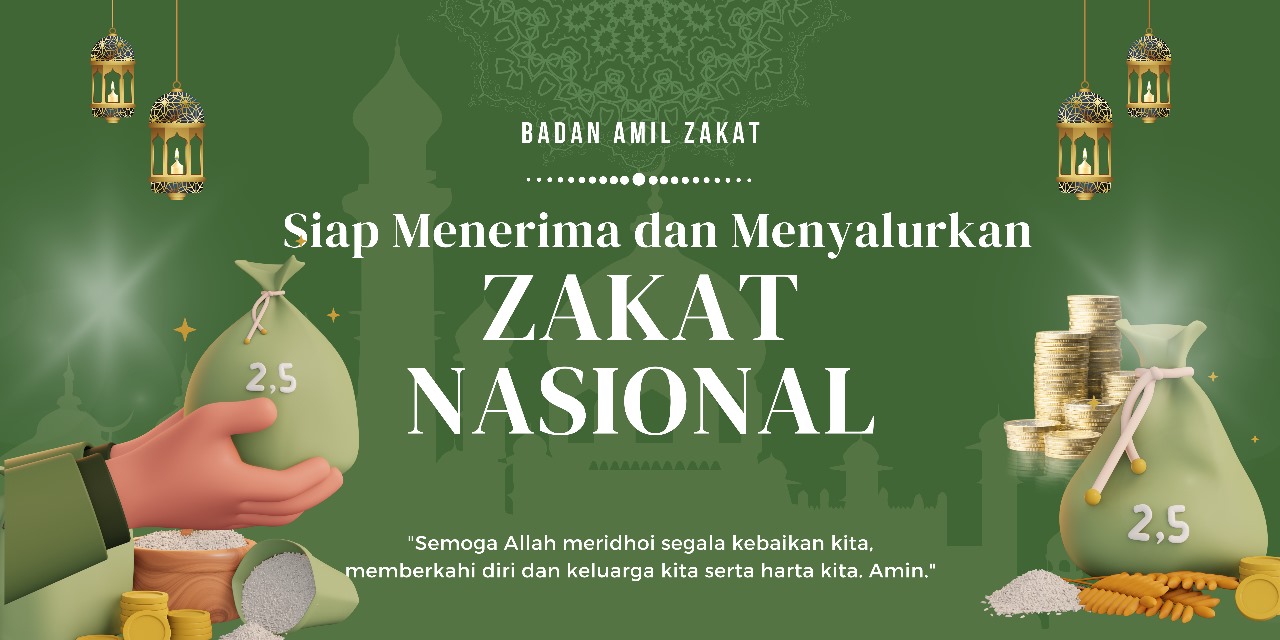 BADAN AMIL ZAKAT
Siap Menerima dan Menyalurkan
ZAKAT
NASIONAL
2,5
2,5
"Semoga Allah meridhoi segala kebaikan kita,
memberkahi diri dan keluarga kita serta harta kita. Amin."